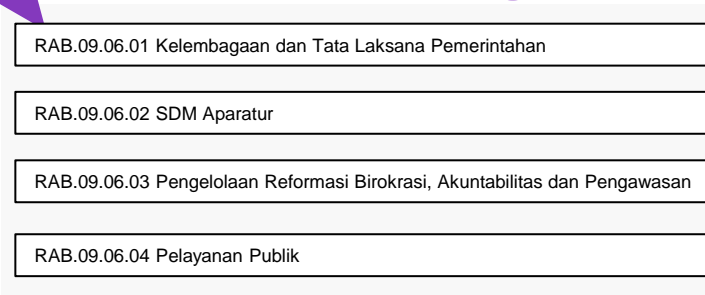 RAB.09.06.01 Kelembagaan dan Tata Laksana Pemerintahan
RAB.09.06.02 SDM Aparatur
RAB.09.06.03 Pengelolaan Reformasi Birokrasi, Akuntabilitas dan Pengawasan
RAB.09.06.04 Pelayanan Publik